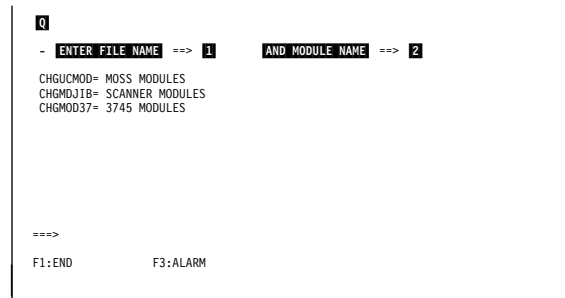 Q
- ENTER FILE NAME ==> 1 AND MODULE NAME ==> 2
CHGUCMOD= MOSS MODULES
CHGMDJIB= SCANNER MODULES
CHGMOD37= 3745 MODULES
===>
F1:END F3:ALARM